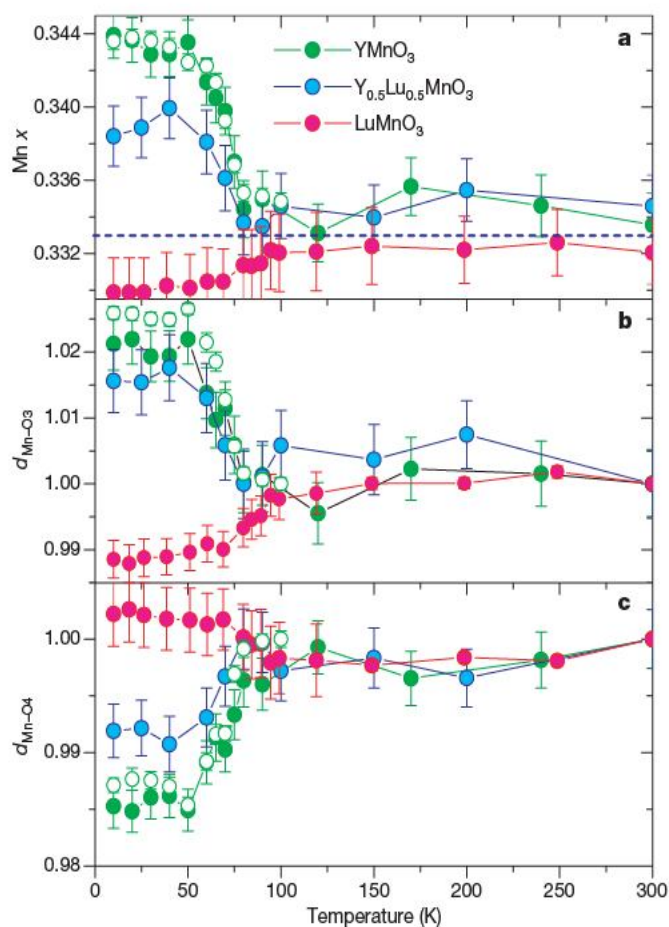 a
0.344
0.340
0.336
0.332
Mn x
YMnO₃
Y₀.₅Lu₀.₅MnO₃
LuMnO₃
b
1.02
1.01
1.00
0.99
d Mn–O3
c
1.00
0.99
0.98
d Mn–O4
0 50 100 150 200 250 300
Temperature (K)